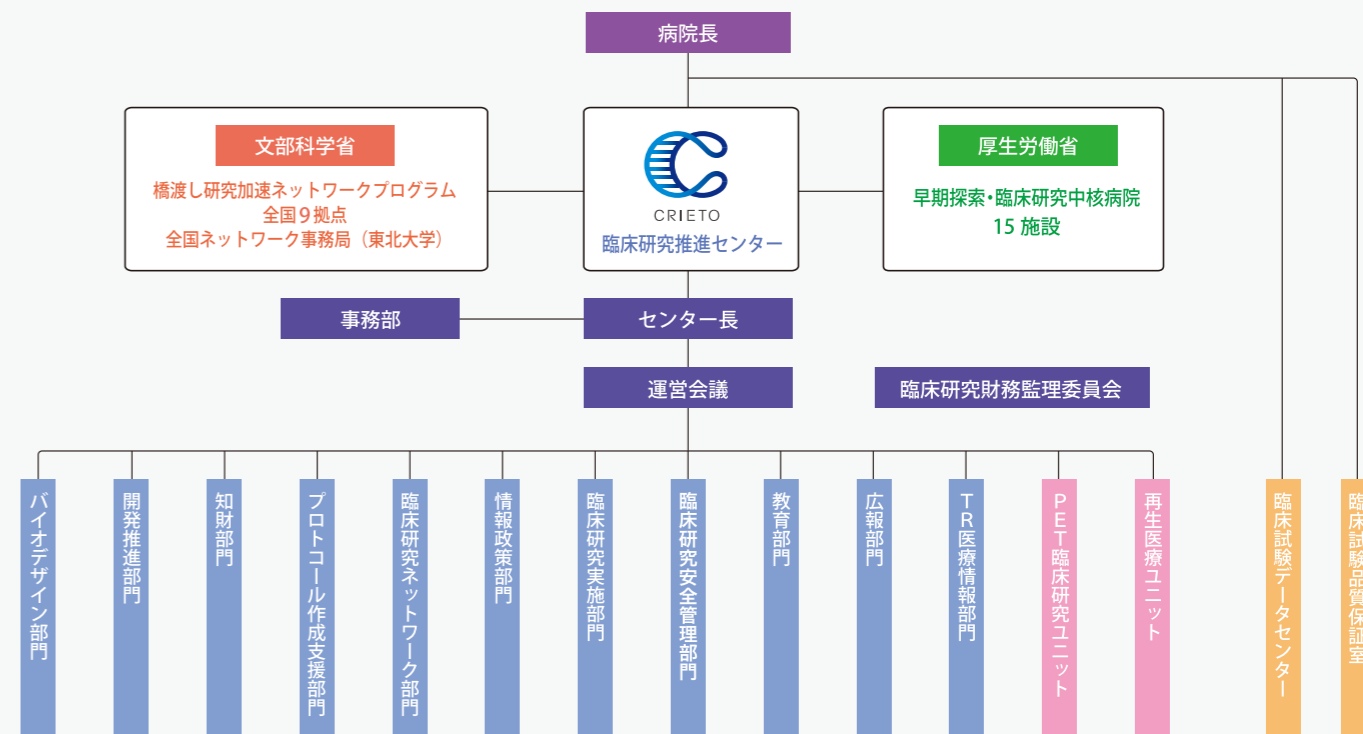 病院長
文部科学省
橋渡し研究加速ネットワークプログラム
全国9拠点
全国ネットワーク事務局（東北大学）
CRIETO
臨床研究推進センター
厚生労働省
早期探索・臨床研究中核病院
15 施設
事務部
センター長
運営会議
臨床研究財務監理委員会
バイオデザイン部門
開発推進部門
知財部門
プロトコール作成支援部門
臨床研究ネットワーク部門
情報政策部門
臨床研究実施部門
臨床研究安全管理部門
教育部門
広報部門
TR医療情報部門
PET臨床研究ユニット
再生医療ユニット
臨床試験データセンター
臨床試験品質保証室